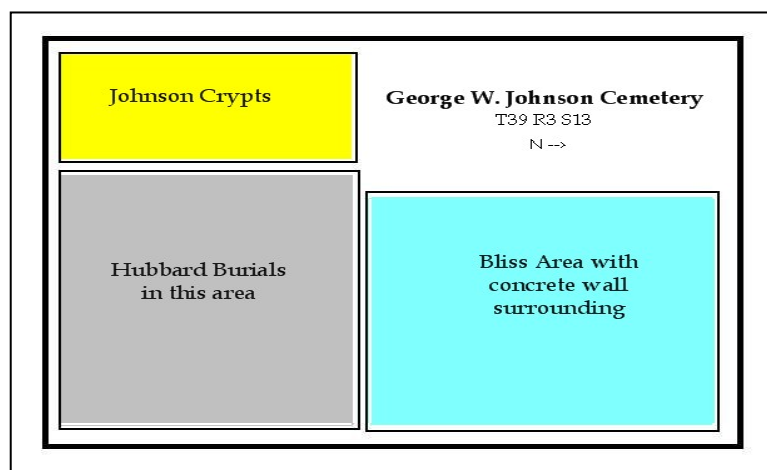 Johnson Crypts
George W. Johnson Cemetery
T39 R3 S13
N -->
Hubbard Burials
in this area
Bliss Area with
concrete wall
surrounding